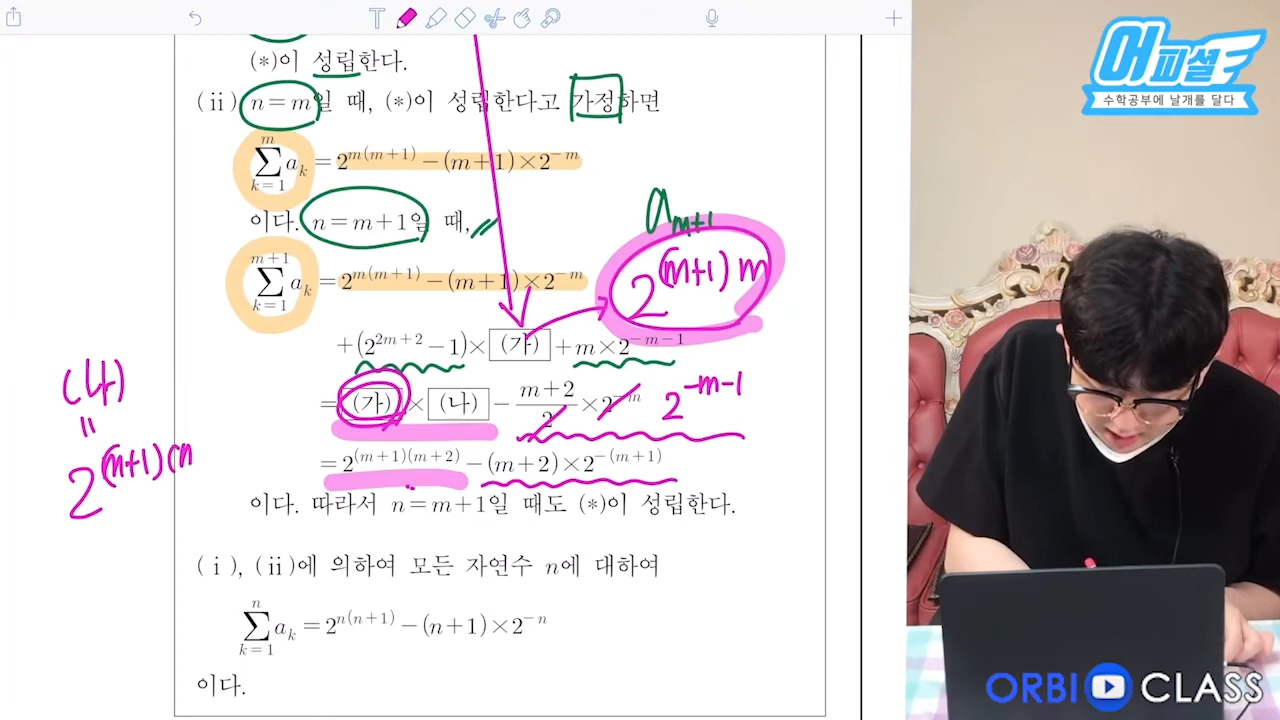 (*)이 성립한다.
(ii) n=m일 때, (*)이 성립한다고 가정하면
\sum_{k=1}^{m} a_k = 2^{m(m+1)} - (m+1)×2^{-m}
이다. n=m+1일 때,
a_{m+1}
\sum_{k=1}^{m+1} a_k = 2^{m(m+1)} - (m+1)×2^{-m}
2^{(m+1)m}
+(2^{2m+2}-1)× (가) + m×2^{-m-1}
= (가) × (나) - \frac{m+2}{2} ×2^{-m} 2^{-m-1}
(나)
=
2^{(m+1)(m
= 2^{(m+1)(m+2)} - (m+2)×2^{-(m+1)}
이다. 따라서 n=m+1일 때도 (*)이 성립한다.
(i), (ii)에 의하여 모든 자연수 n에 대하여
\sum_{k=1}^{n} a_k = 2^{n(n+1)} - (n+1)×2^{-n}
이다.
어피셜
수학공부에 날개를 달다
ORBI CLASS